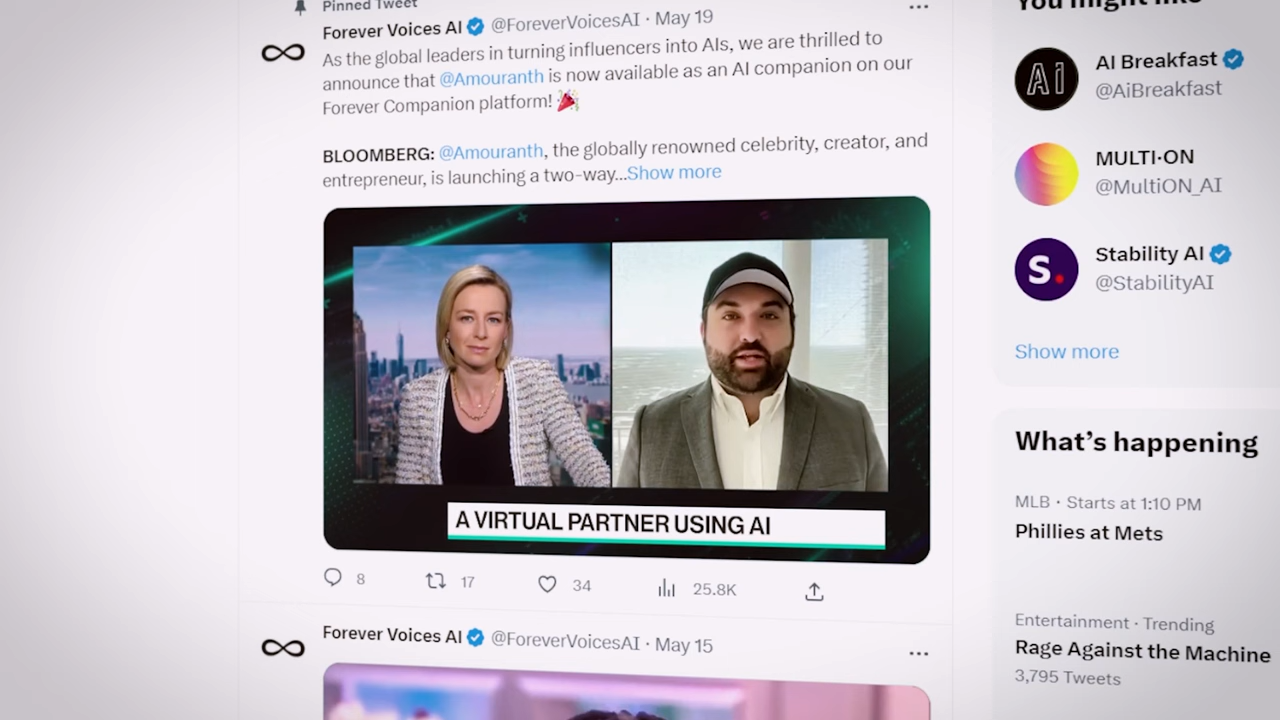 Pinned Tweet
Forever Voices AI @ForeverVoicesAI · May 19
As the global leaders in turning influencers into AIs, we are thrilled to
announce that @Amouranth is now available as an AI companion on our
Forever Companion platform!
BLOOMBERG: @Amouranth, the globally renowned celebrity, creator, and
entrepreneur, is launching a two-way...Show more
A VIRTUAL PARTNER USING AI
8 17 34 25.8K
Forever Voices AI @ForeverVoicesAI · May 15
You might like
Ai
AI Breakfast
@AiBreakfast
MULTI·ON
@MultiON_AI
S.
Stability AI
@StabilityAI
Show more
What's happening
MLB · Starts at 1:10 PM
Phillies at Mets
Entertainment · Trending
Rage Against the Machine
3,795 Tweets